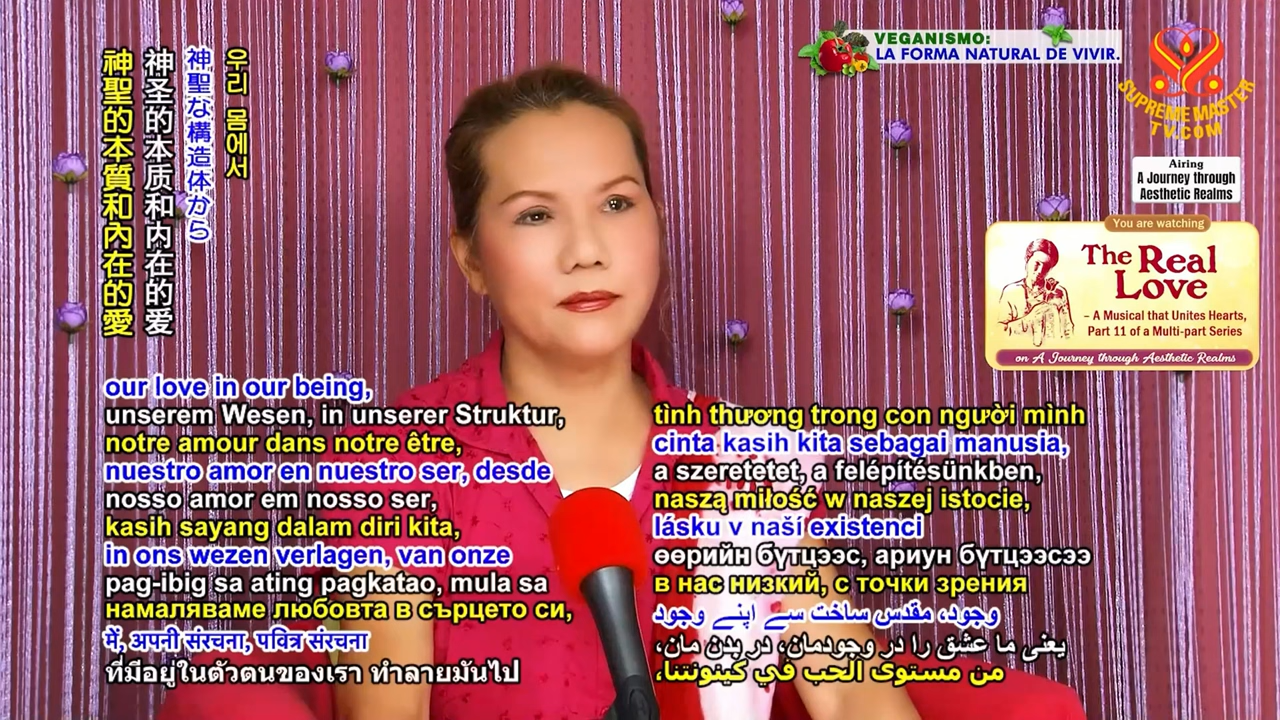 우리 몸에서
神聖な構造体から
神圣的本质和内在的爱
神聖的本質和內在的愛
VEGANISMO:
LA FORMA NATURAL DE VIVIR.
SUPREME MASTER
TV.COM
Airing
A Journey through
Aesthetic Realms
You are watching
The Real
Love
– A Musical that Unites Hearts,
Part 11 of a Multi-part Series
on A Journey through Aesthetic Realms
our love in our being,
unserem Wesen, in unserer Struktur,
notre amour dans notre être,
nuestro amor en nuestro ser, desde
nosso amor em nosso ser,
kasih sayang dalam diri kita,
in ons wezen verlagen, van onze
pag-ibig sa ating pagkatao, mula sa
намаляваме любовта в сърцето си,
में, अपनी संरचना, पवित्र संरचना
ที่มีอยู่ในตัวตนของเรา ทำลายมันไป
tình thương trong con người mình
cinta kasih kita sebagai manusia,
a szeretetet, a felépítésünkben,
naszą miłość w naszej istocie,
lásku v naší existenci
өөрийн бүтцээс, ариун бүтцээсээ
в нас низкий, с точки зрения
وجود، مقدس ساخت سے اپنے وجود
یعنی ما عشق را در وجودمان، در بدن مان،
من مستوى الحب في كينونتنا،